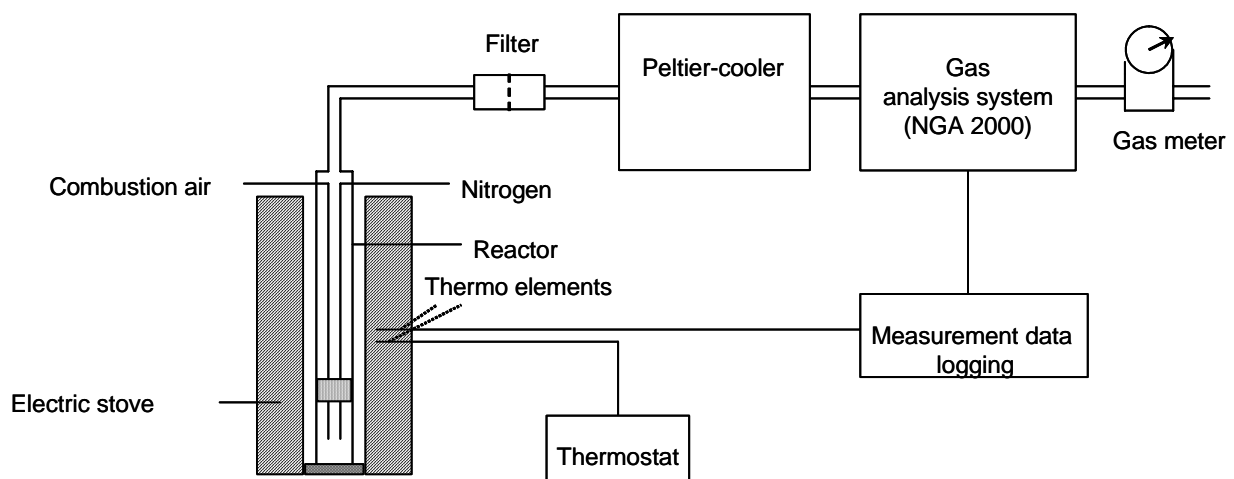 Filter
Peltier-cooler
Gas
analysis system
(NGA 2000)
Gas meter
Combustion air
Nitrogen
Reactor
Thermo elements
Measurement data
logging
Electric stove
Thermostat